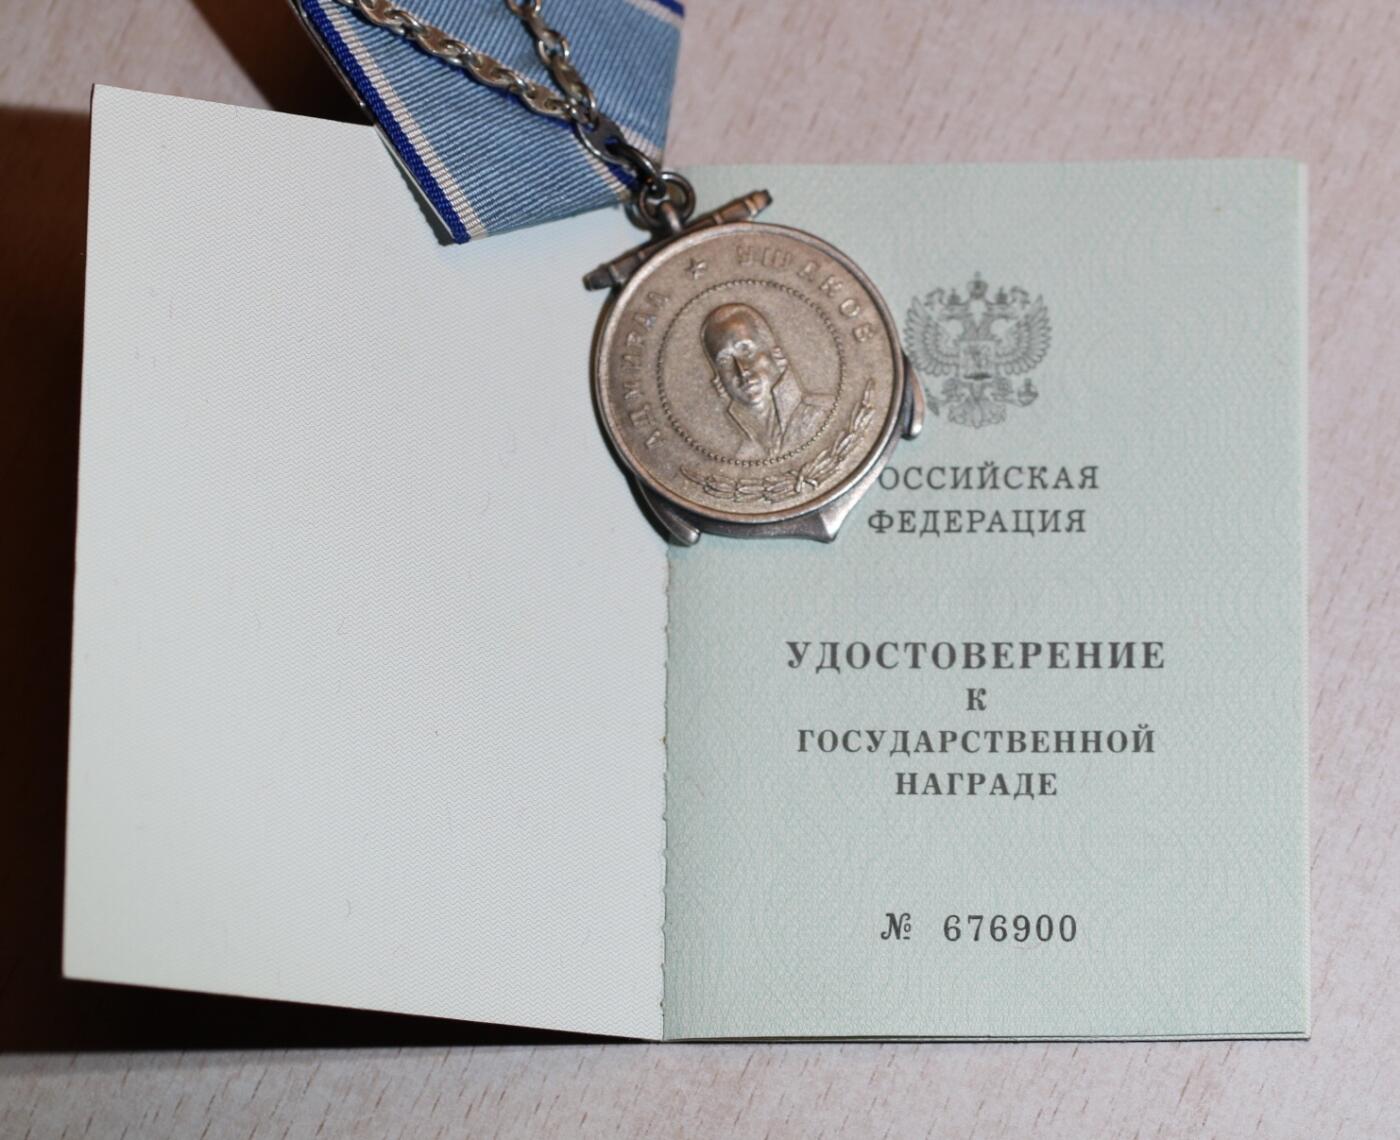 АДМИРАЛ ★ УШАКОВ
ОССИЙСКАЯ
ФЕДЕРАЦИЯ
УДОСТОВЕРЕНИЕ
К
ГОСУДАРСТВЕННОЙ
НАГРАДЕ
№ 676900